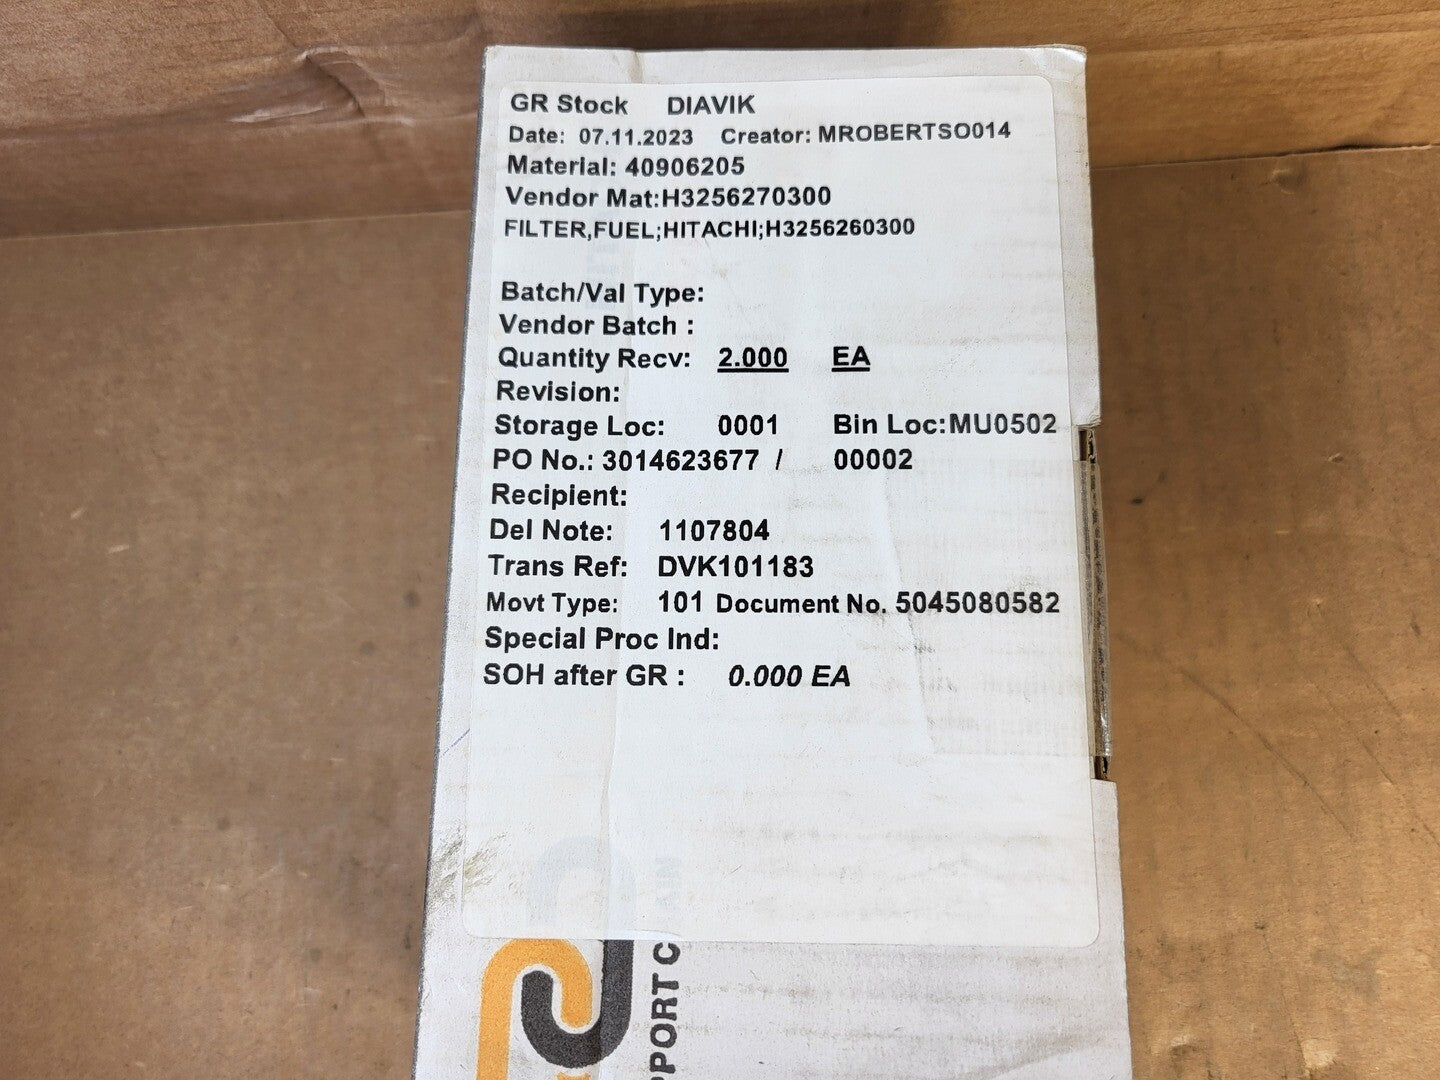 GR Stock DIAVIK
Date: 07.11.2023 Creator: MROBERTSO014
Material: 40906205
Vendor Mat:H3256270300
FILTER,FUEL;HITACHI;H3256260300
Batch/Val Type:
Vendor Batch :
Quantity Recv: 2.000 EA
Revision:
Storage Loc: 0001 Bin Loc:MU0502
PO No.: 3014623677 / 00002
Recipient:
Del Note: 1107804
Trans Ref: DVK101183
Movt Type: 101 Document No. 5045080582
Special Proc Ind:
SOH after GR : 0.000 EA
PPORT C